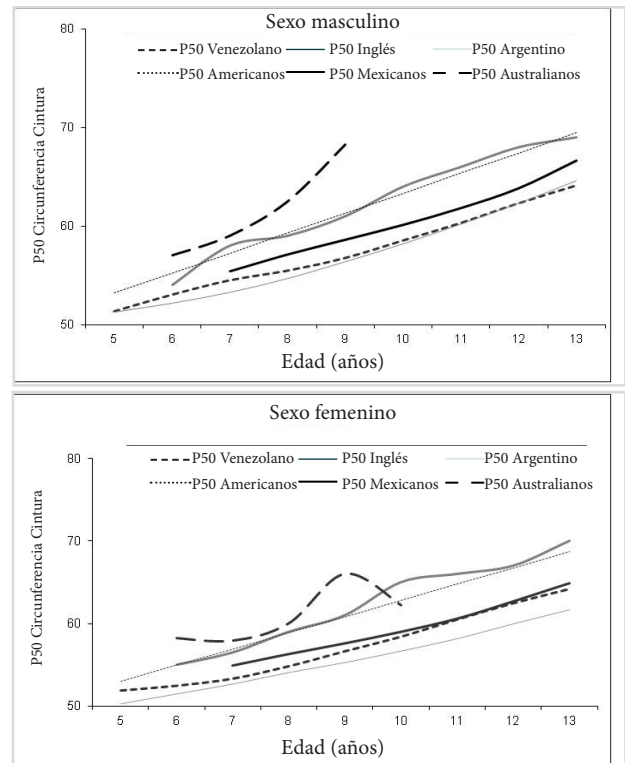 Sexo masculino
80
P50 Venezolano P50 Inglés P50 Argentino
P50 Americanos P50 Mexicanos P50 Australianos
P50 Circunferencia Cintura
70
60
50
5 6 7 8 9 10 11 12 13
Edad (años)
Sexo femenino
80
P50 Venezolano P50 Inglés P50 Argentino
P50 Americanos P50 Mexicanos P50 Australianos
P50 Circunferencia Cintura
70
60
50
5 6 7 8 9 10 11 12 13
Edad (años)